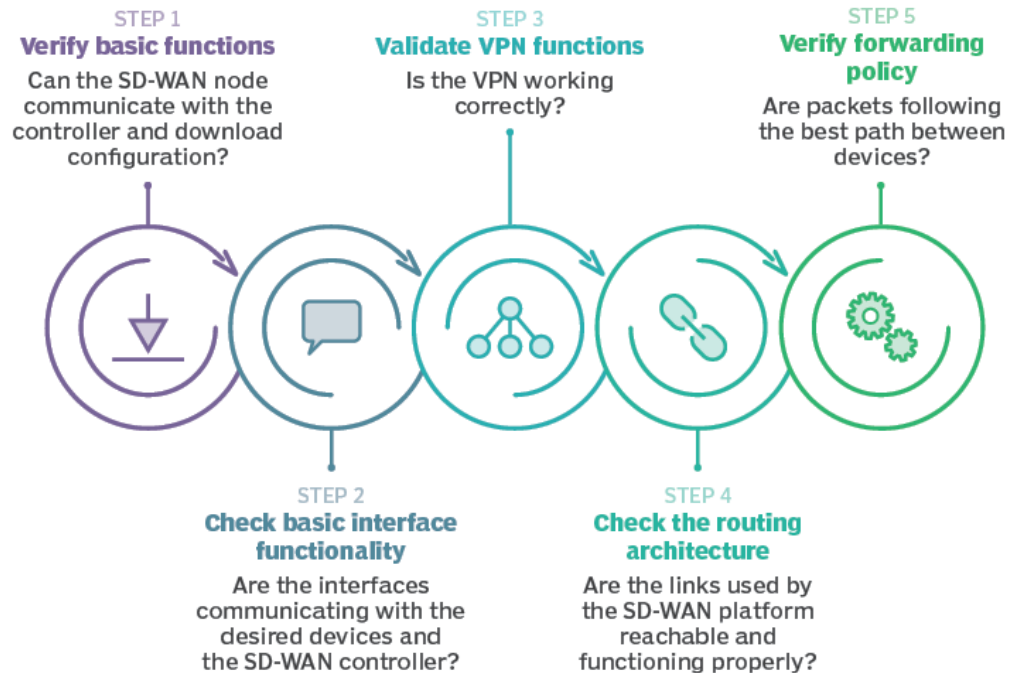 STEP 1
Verify basic functions
Can the SD-WAN node
communicate with the
controller and download
configuration?
STEP 2
Check basic interface
functionality
Are the interfaces
communicating with the
desired devices and
the SD-WAN controller?
STEP 3
Validate VPN functions
Is the VPN working
correctly?
STEP 4
Check the routing
architecture
Are the links used by
the SD-WAN platform
reachable and
functioning properly?
STEP 5
Verify forwarding
policy
Are packets following
the best path between
devices?